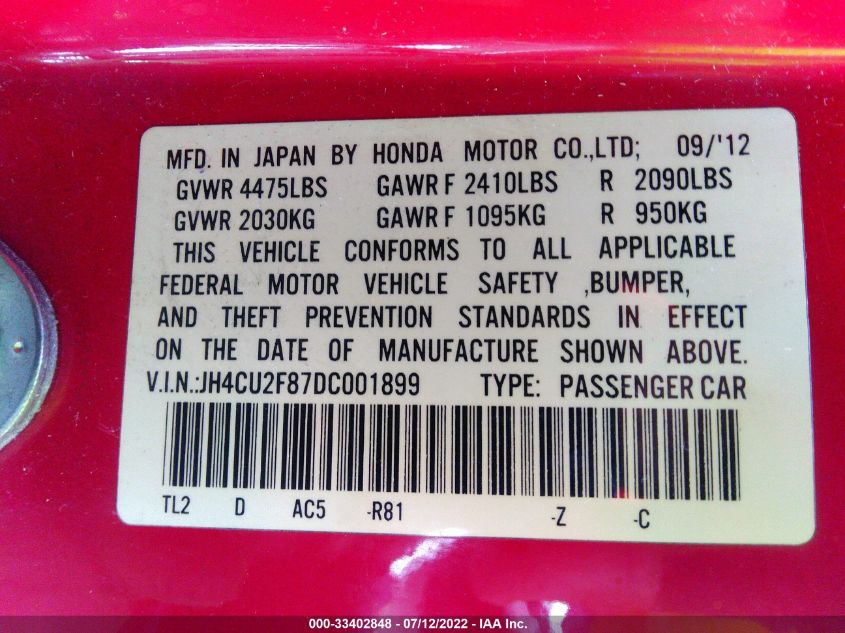 MFD. IN JAPAN BY HONDA MOTOR CO.,LTD; 09/'12
GVWR 4475LBS GAWR F 2410LBS R 2090LBS
GVWR 2030KG GAWR F 1095KG R 950KG
THIS VEHICLE CONFORMS TO ALL APPLICABLE
FEDERAL MOTOR VEHICLE SAFETY ,BUMPER,
AND THEFT PREVENTION STANDARDS IN EFFECT
ON THE DATE OF MANUFACTURE SHOWN ABOVE.
V.I.N.:JH4CU2F87DC001899 TYPE: PASSENGER CAR
TL2 D AC5 -R81 -Z -C
000-33402848 - 07/12/2022 - IAA Inc.